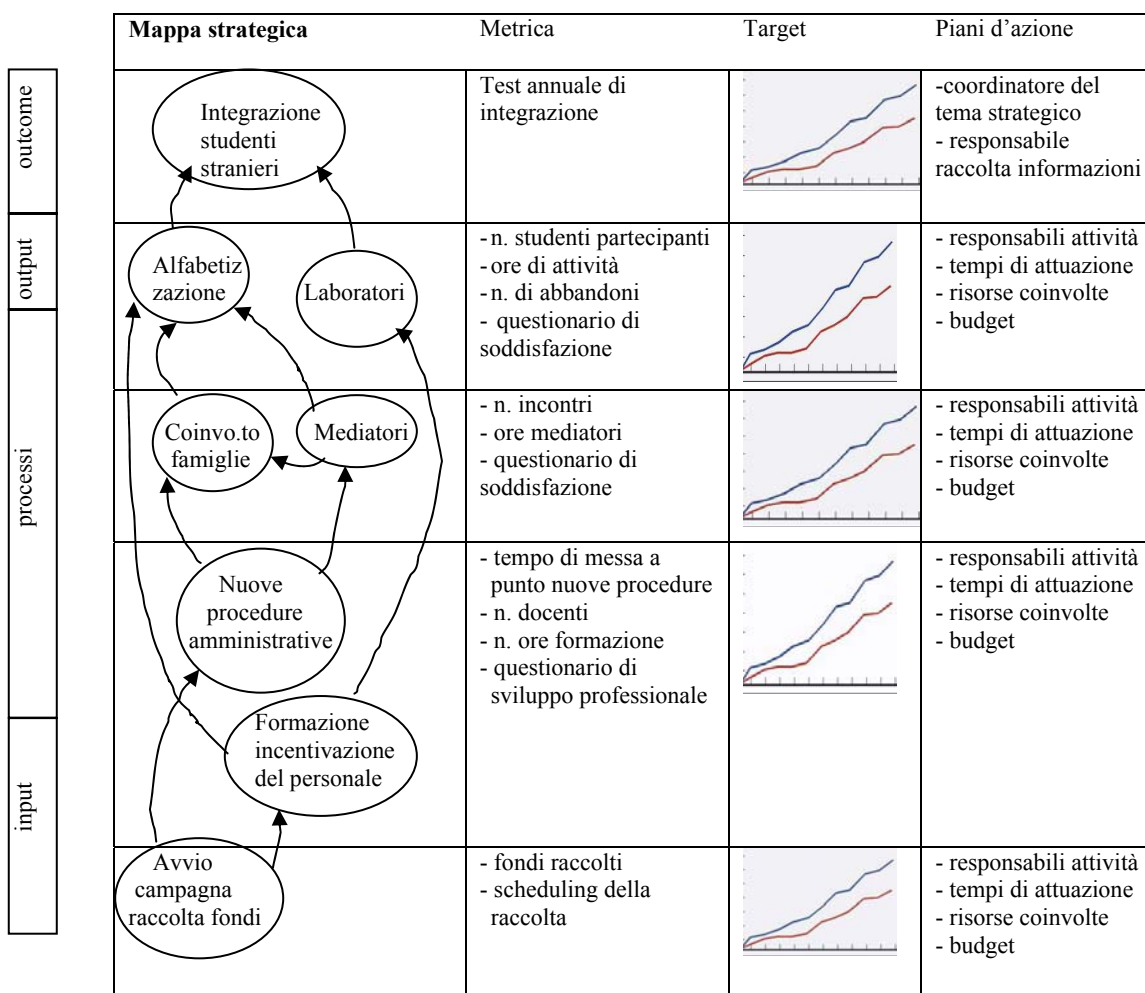 Mappa strategica
Metrica
Target
Piani d’azione
outcome
Integrazione
studenti
stranieri
Test annuale di
integrazione
-coordinatore del
tema strategico
- responsabile
raccolta informazioni
output
Alfabetiz
zazione
Laboratori
- n. studenti partecipanti
- ore di attività
- n. di abbandoni
- questionario di
soddisfazione
- responsabili attività
- tempi di attuazione
- risorse coinvolte
- budget
processi
Coinvo.to
famiglie
Mediatori
- n. incontri
- ore mediatori
- questionario di
soddisfazione
- responsabili attività
- tempi di attuazione
- risorse coinvolte
- budget
Nuove
procedure
amministrative
- tempo di messa a
punto nuove procedure
- n. docenti
- n. ore formazione
- questionario di
sviluppo professionale
- responsabili attività
- tempi di attuazione
- risorse coinvolte
- budget
input
Formazione
incentivazione
del personale
Avvio
campagna
raccolta fondi
- fondi raccolti
- scheduling della
raccolta
- responsabili attività
- tempi di attuazione
- risorse coinvolte
- budget